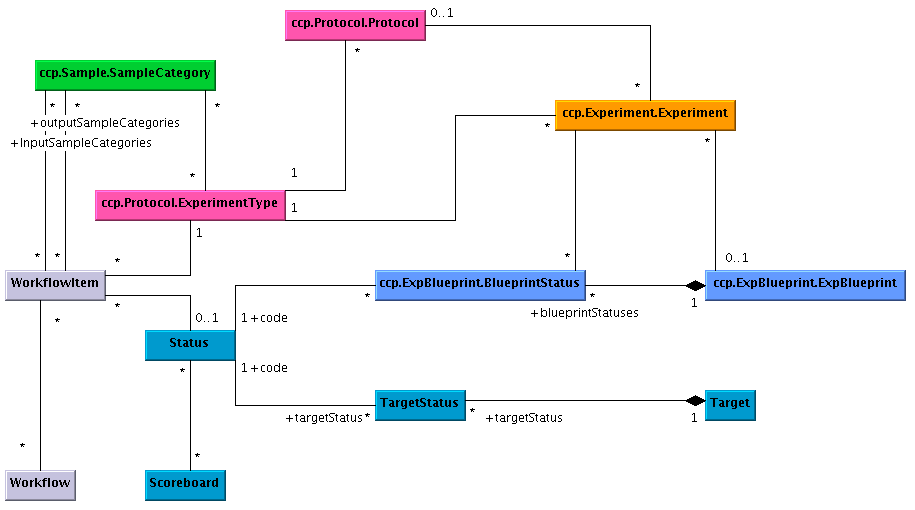 ccp.Protocol.Protocol
0..1
*
*
ccp.Sample.SampleCategory
*
*
*
+outputSampleCategories
+InputSampleCategories
ccp.Experiment.Experiment
*
*
*
1
ccp.Protocol.ExperimentType
1
1
*
*
*
*
0..1
WorkflowItem
ccp.ExpBlueprint.BlueprintStatus
ccp.ExpBlueprint.ExpBlueprint
*
*
*
1
+blueprintStatuses
*
0..1
1 +code
Status
*
1 +code
TargetStatus
Target
+targetStatus *
*
+targetStatus
1
*
*
Workflow
Scoreboard